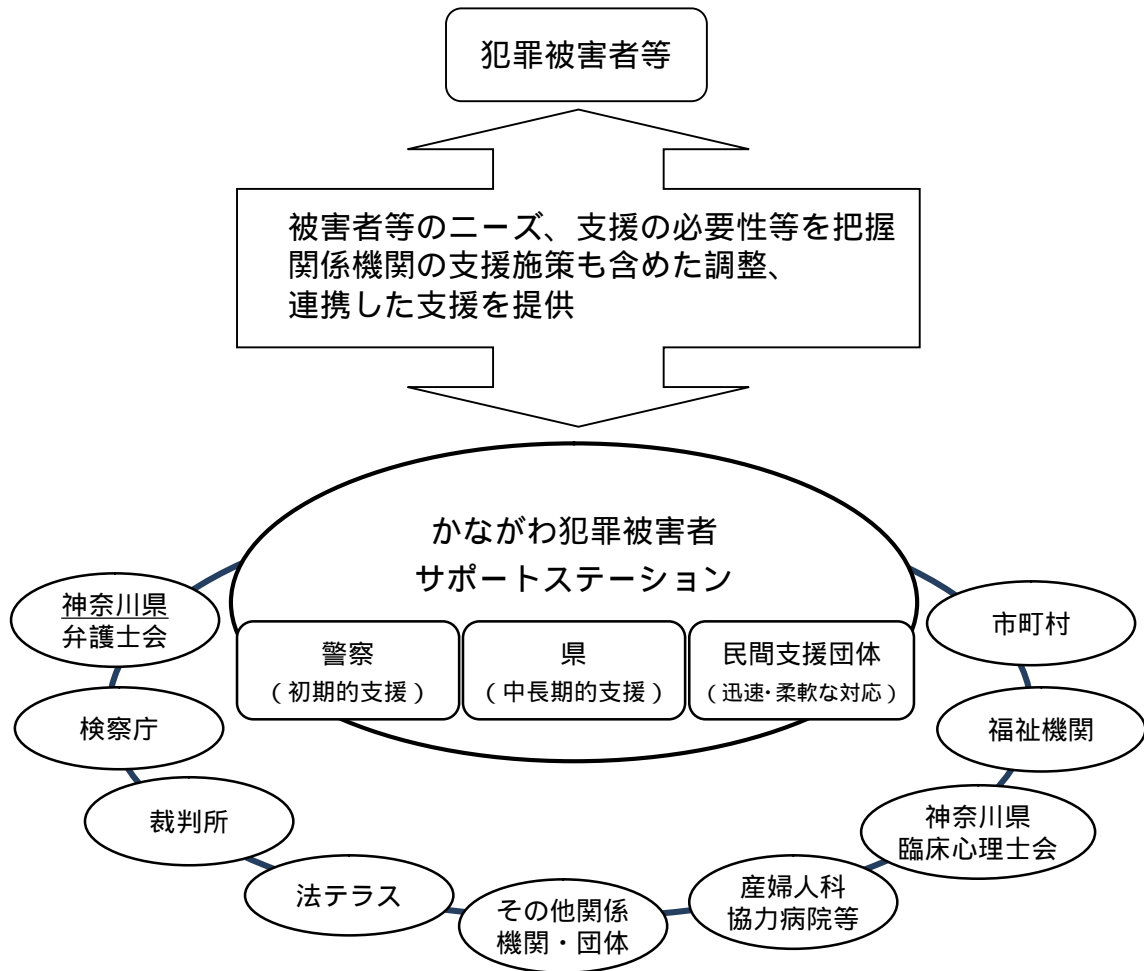 犯罪被害者等
被害者等のニーズ、支援の必要性等を把握
関係機関の支援施策も含めた調整、
連携した支援を提供
かながわ犯罪被害者
サポートステーション
警察
（初期的支援）
県
（中長期的支援）
民間支援団体
（迅速・柔軟な対応）
神奈川県
弁護士会
検察庁
裁判所
法テラス
その他関係
機関・団体
産婦人科
協力病院等
神奈川県
臨床心理士会
福祉機関
市町村